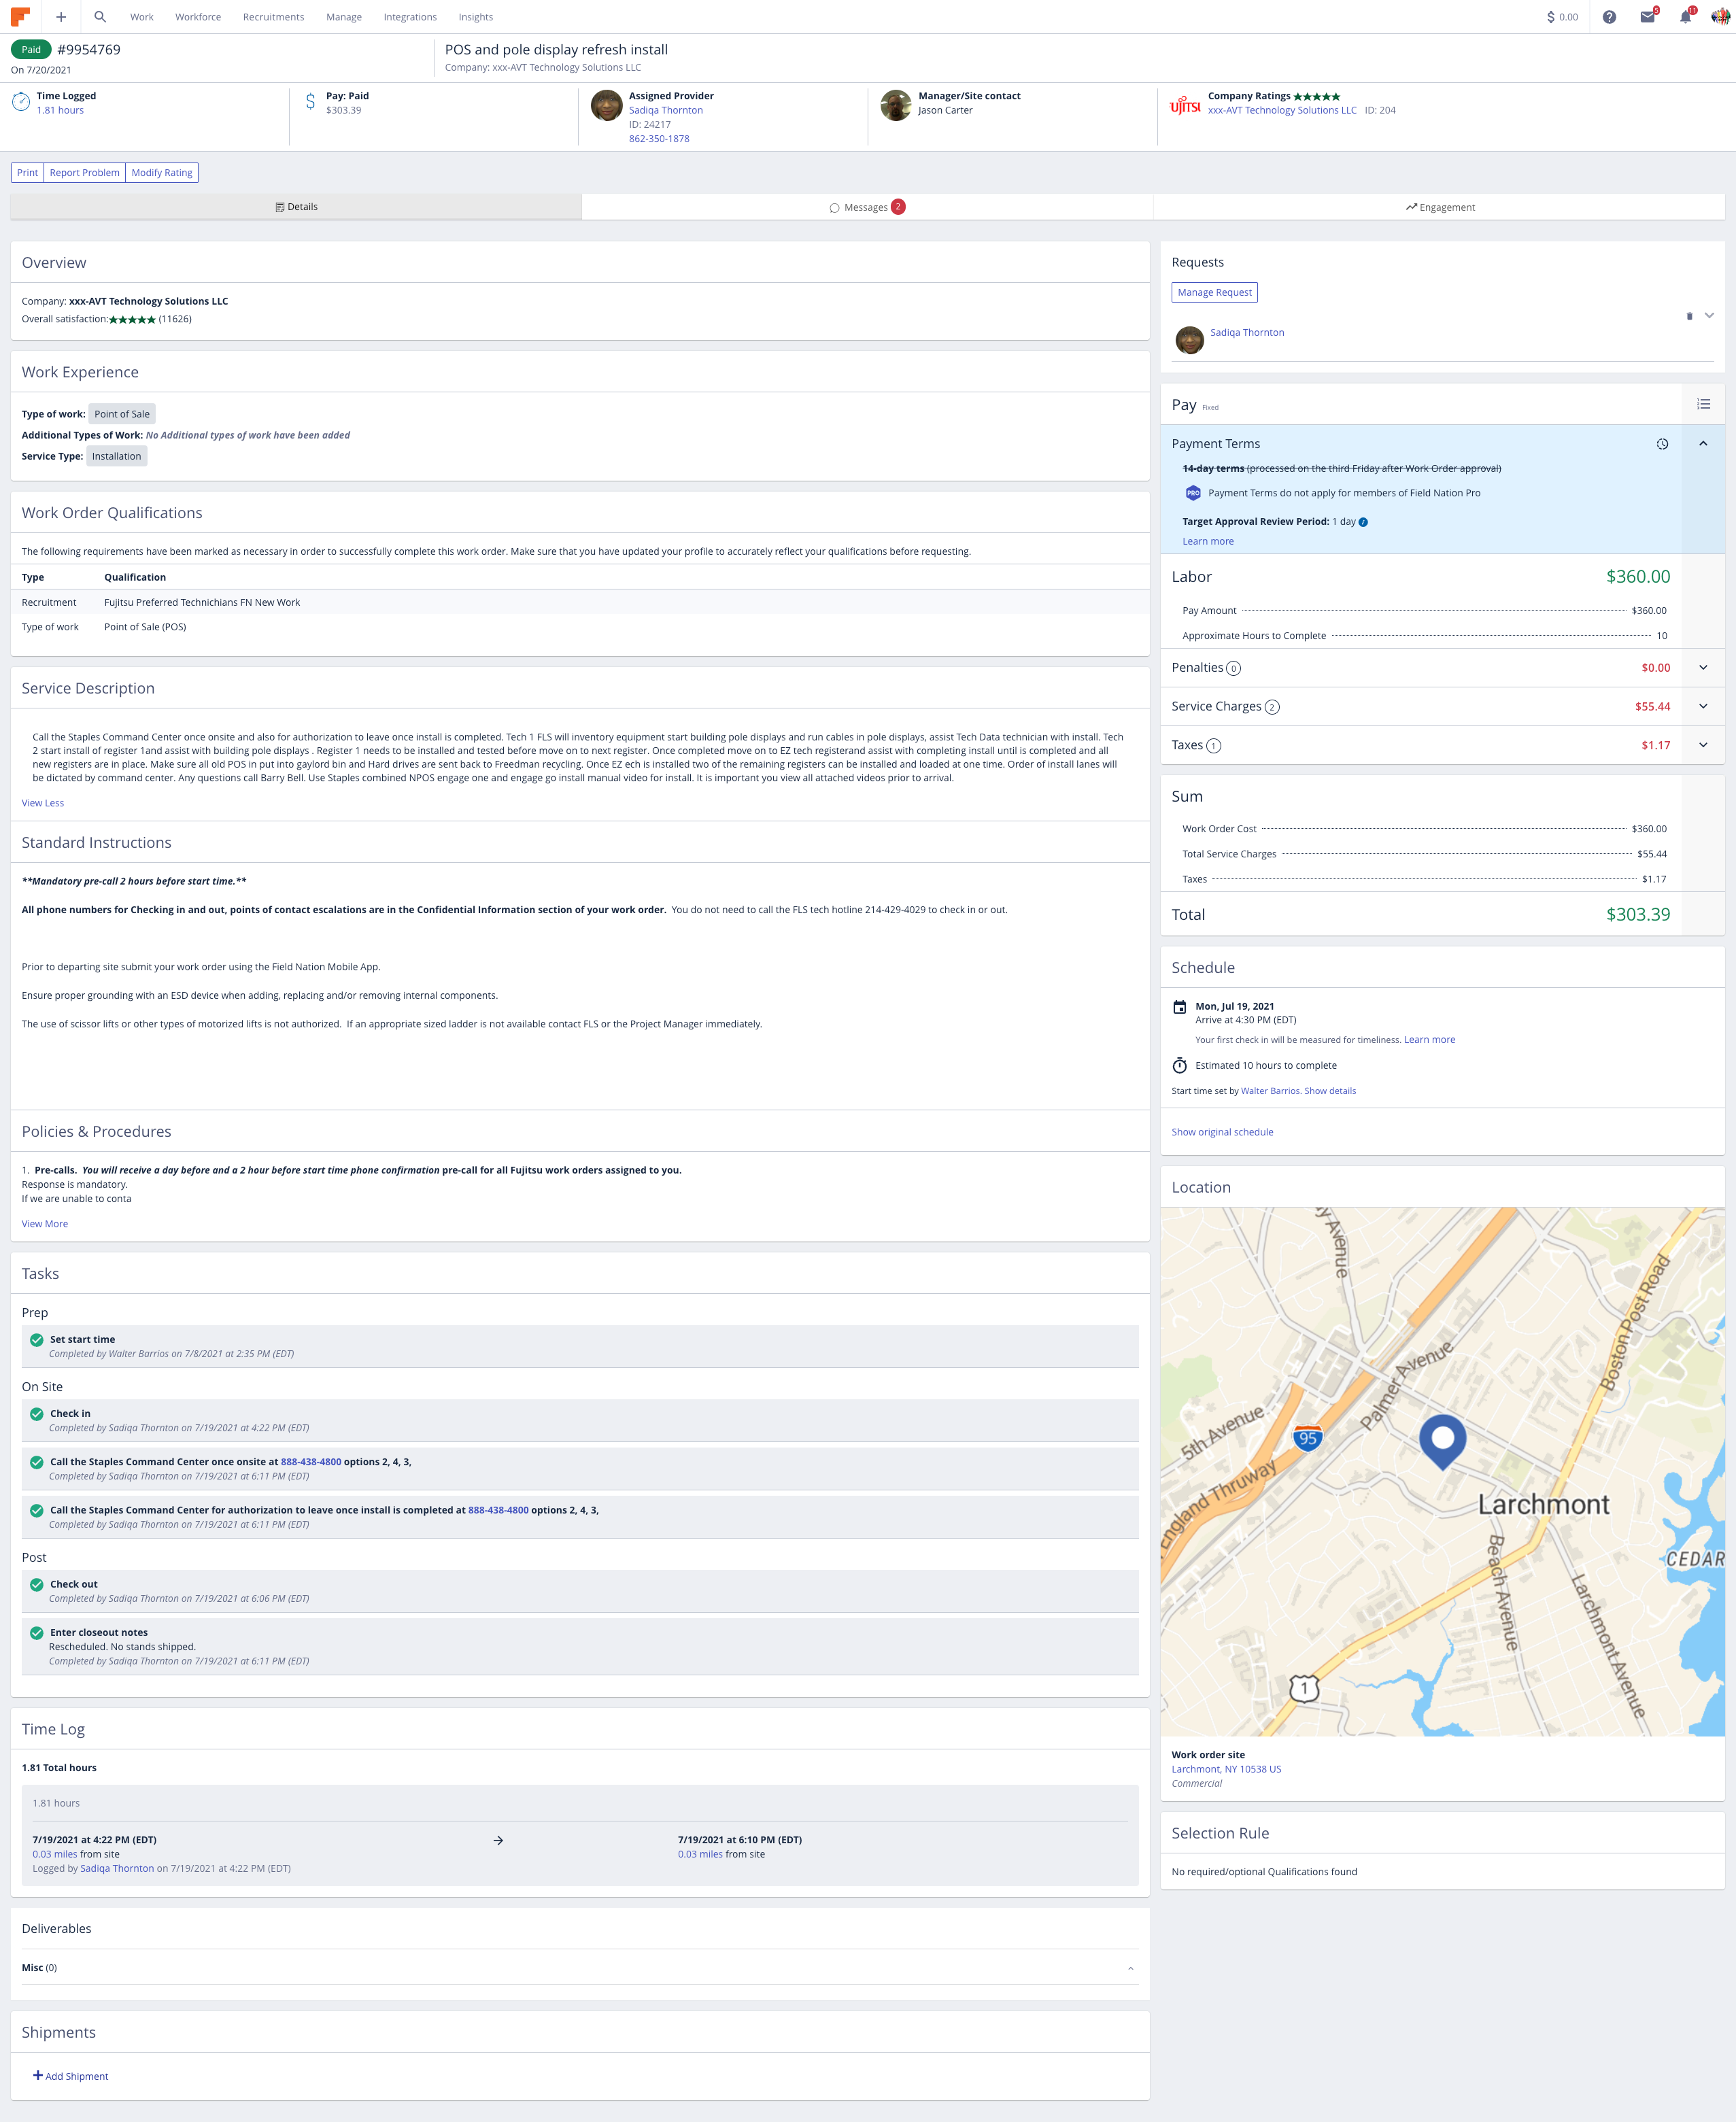 Work Workforce Recruitments Manage Integrations Insights
0.00
5
11
Paid #9954769
On 7/20/2021
POS and pole display refresh install
Company: xxx-AVT Technology Solutions LLC
Time Logged
1.81 hours
Pay: Paid
$303.39
Assigned Provider
Sadiqa Thornton
ID: 24217
862-350-1878
Manager/Site contact
Jason Carter
UJITSU
Company Ratings
xxx-AVT Technology Solutions LLC ID: 204
Print Report Problem Modify Rating
Details
Messages 2
Engagement
Overview
Company: xxx-AVT Technology Solutions LLC
Overall satisfaction: (11626)
Work Experience
Type of work: Point of Sale
Additional Types of Work: No Additional types of work have been added
Service Type: Installation
Work Order Qualifications
The following requirements have been marked as necessary in order to successfully complete this work order. Make sure that you have updated your profile to accurately reflect your qualifications before requesting.
Type Qualification
Recruitment Fujitsu Preferred Technichians FN New Work
Type of work Point of Sale (POS)
Service Description
Call the Staples Command Center once onsite and also for authorization to leave once install is completed. Tech 1 FLS will inventory equipment start building pole displays and run cables in pole displays, assist Tech Data technician with install. Tech
2 start install of register 1and assist with building pole displays . Register 1 needs to be installed and tested before move on to next register. Once completed move on to EZ tech registerand assist with completing install until is completed and all
new registers are in place. Make sure all old POS in put into gaylord bin and Hard drives are sent back to Freedman recycling. Once EZ ech is installed two of the remaining registers can be installed and loaded at one time. Order of install lanes will
be dictated by command center. Any questions call Barry Bell. Use Staples combined NPOS engage one and engage go install manual video for install. It is important you view all attached videos prior to arrival.
View Less
Standard Instructions
**Mandatory pre-call 2 hours before start time.**
All phone numbers for Checking in and out, points of contact escalations are in the Confidential Information section of your work order. You do not need to call the FLS tech hotline 214-429-4029 to check in or out.
Prior to departing site submit your work order using the Field Nation Mobile App.
Ensure proper grounding with an ESD device when adding, replacing and/or removing internal components.
The use of scissor lifts or other types of motorized lifts is not authorized. If an appropriate sized ladder is not available contact FLS or the Project Manager immediately.
Policies & Procedures
1. Pre-calls. You will receive a day before and a 2 hour before start time phone confirmation pre-call for all Fujitsu work orders assigned to you.
Response is mandatory.
If we are unable to conta
View More
Tasks
Prep
Set start time
Completed by Walter Barrios on 7/8/2021 at 2:35 PM (EDT)
On Site
Check in
Completed by Sadiqa Thornton on 7/19/2021 at 4:22 PM (EDT)
Call the Staples Command Center once onsite at 888-438-4800 options 2, 4, 3,
Completed by Sadiqa Thornton on 7/19/2021 at 6:11 PM (EDT)
Call the Staples Command Center for authorization to leave once install is completed at 888-438-4800 options 2, 4, 3,
Completed by Sadiqa Thornton on 7/19/2021 at 6:11 PM (EDT)
Post
Check out
Completed by Sadiqa Thornton on 7/19/2021 at 6:06 PM (EDT)
Enter closeout notes
Rescheduled. No stands shipped.
Completed by Sadiqa Thornton on 7/19/2021 at 6:11 PM (EDT)
Time Log
1.81 Total hours
1.81 hours
7/19/2021 at 4:22 PM (EDT)
0.03 miles from site
Logged by Sadiqa Thornton on 7/19/2021 at 4:22 PM (EDT)
7/19/2021 at 6:10 PM (EDT)
0.03 miles from site
Deliverables
Misc (0)
Shipments
Add Shipment
Requests
Manage Request
Sadiqa Thornton
Pay Fixed
Payment Terms
14-day terms (processed on the third Friday after Work Order approval)
PRO Payment Terms do not apply for members of Field Nation Pro
Target Approval Review Period: 1 day
Learn more
Labor $360.00
Pay Amount $360.00
Approximate Hours to Complete 10
Penalties 0 $0.00
Service Charges 2 $55.44
Taxes 1 $1.17
Sum
Work Order Cost $360.00
Total Service Charges $55.44
Taxes $1.17
Total $303.39
Schedule
Mon, Jul 19, 2021
Arrive at 4:30 PM (EDT)
Your first check in will be measured for timeliness. Learn more
Estimated 10 hours to complete
Start time set by Walter Barrios. Show details
Show original schedule
Location
y Avenue
Boston Post Road
Palmer Avenue
5th Avenue
95
England Thruway
Larchmont
CEDAR
Beach Avenue
Larchmont Avenue
1
Work order site
Larchmont, NY 10538 US
Commercial
Selection Rule
No required/optional Qualifications found